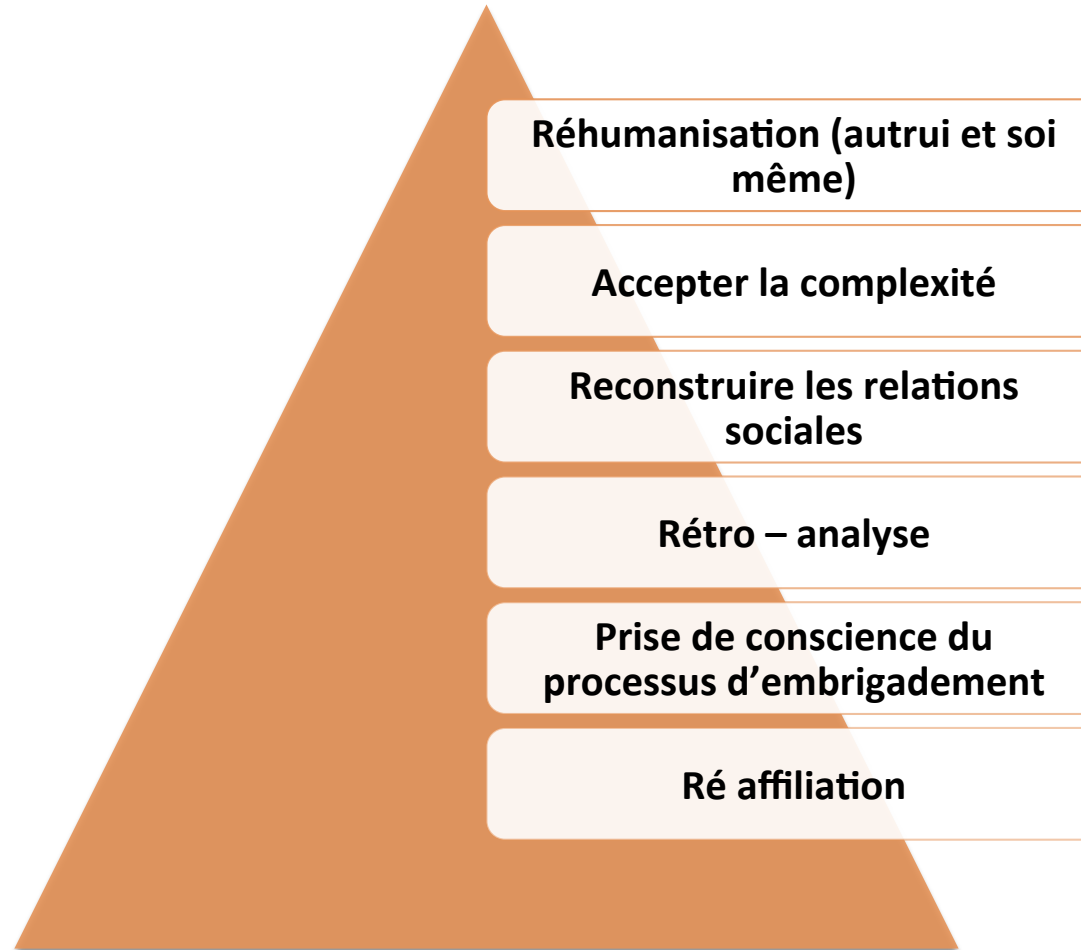 Réhumanisation (autrui et soi
même)
Accepter la complexité
Reconstruire les relations
sociales
Rétro – analyse
Prise de conscience du
processus d’embrigadement
Ré affiliation